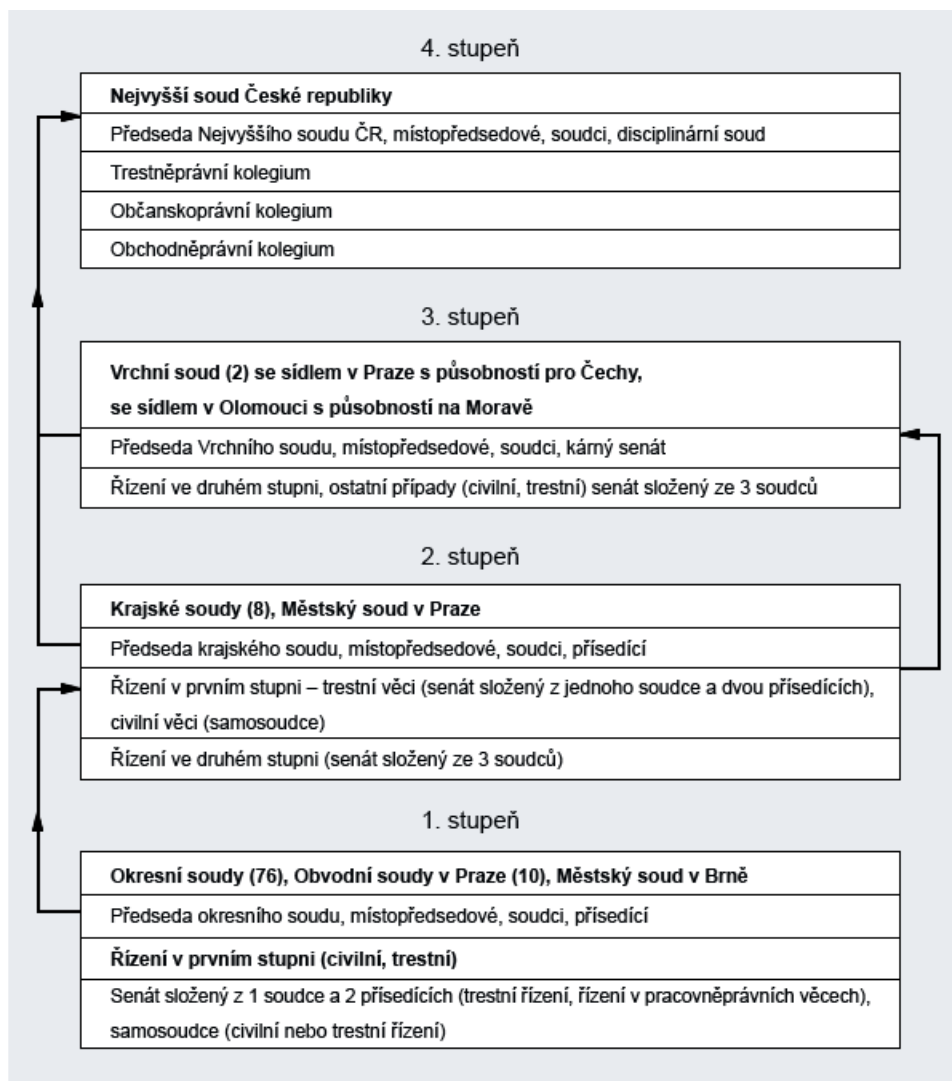 4. stupeň
Nejvyšší soud České republiky
Předseda Nejvyššího soudu ČR, místopředsedové, soudci, disciplinární soud
Trestněprávní kolegium
Občanskoprávní kolegium
Obchodněprávní kolegium
3. stupeň
Vrchní soud (2) se sídlem v Praze s působností pro Čechy,
se sídlem v Olomouci s působností na Moravě
Předseda Vrchního soudu, místopředsedové, soudci, kárný senát
Řízení ve druhém stupni, ostatní případy (civilní, trestní) senát složený ze 3 soudců
2. stupeň
Krajské soudy (8), Městský soud v Praze
Předseda krajského soudu, místopředsedové, soudci, přísedící
Řízení v prvním stupni – trestní věci (senát složený z jednoho soudce a dvou přísedících),
civilní věci (samosoudce)
Řízení ve druhém stupni (senát složený ze 3 soudců)
1. stupeň
Okresní soudy (76), Obvodní soudy v Praze (10), Městský soud v Brně
Předseda okresního soudu, místopředsedové, soudci, přísedící
Řízení v prvním stupni (civilní, trestní)
Senát složený z 1 soudce a 2 přísedících (trestní řízení, řízení v pracovněprávních věcech),
samosoudce (civilní nebo trestní řízení)